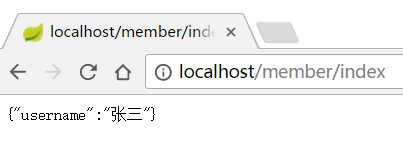 localhost/member/inde
localhost/member/index
{"username":"张三"}